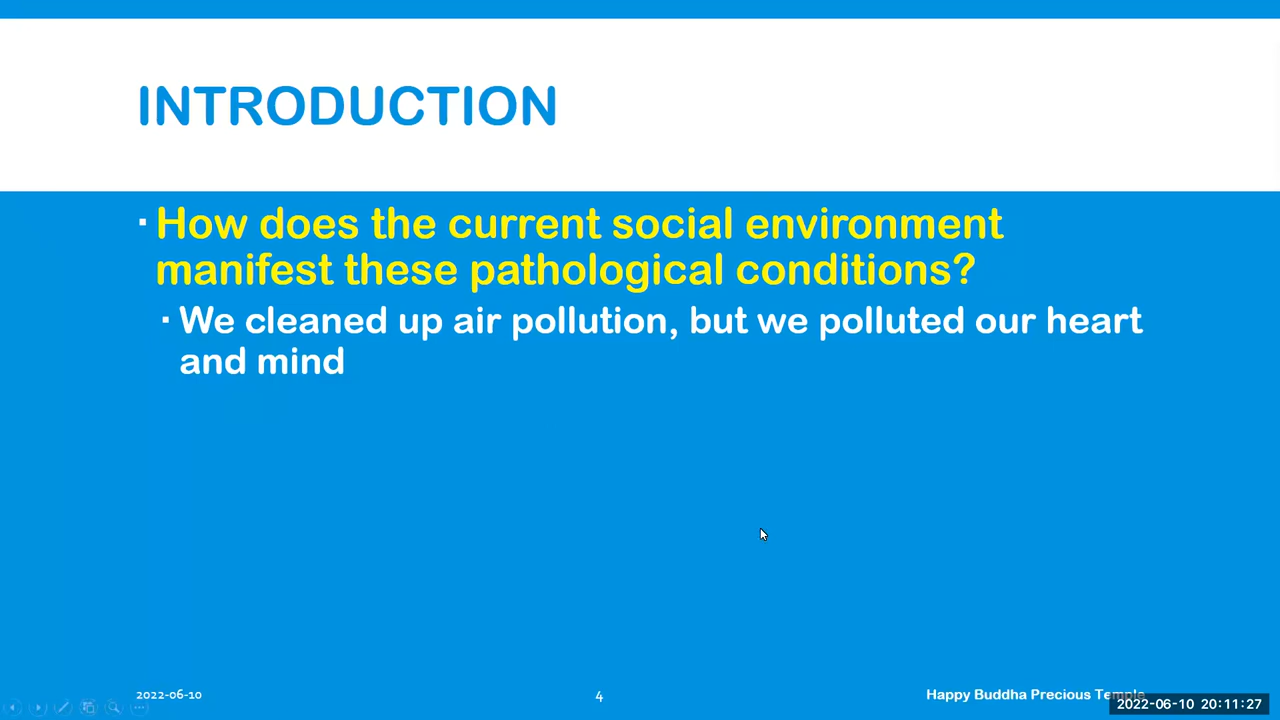 INTRODUCTION
How does the current social environment
manifest these pathological conditions?
We cleaned up air pollution, but we polluted our heart
and mind
2022-06-10
4
Happy Buddha Precious Temple
2022-06-10 20:11:27